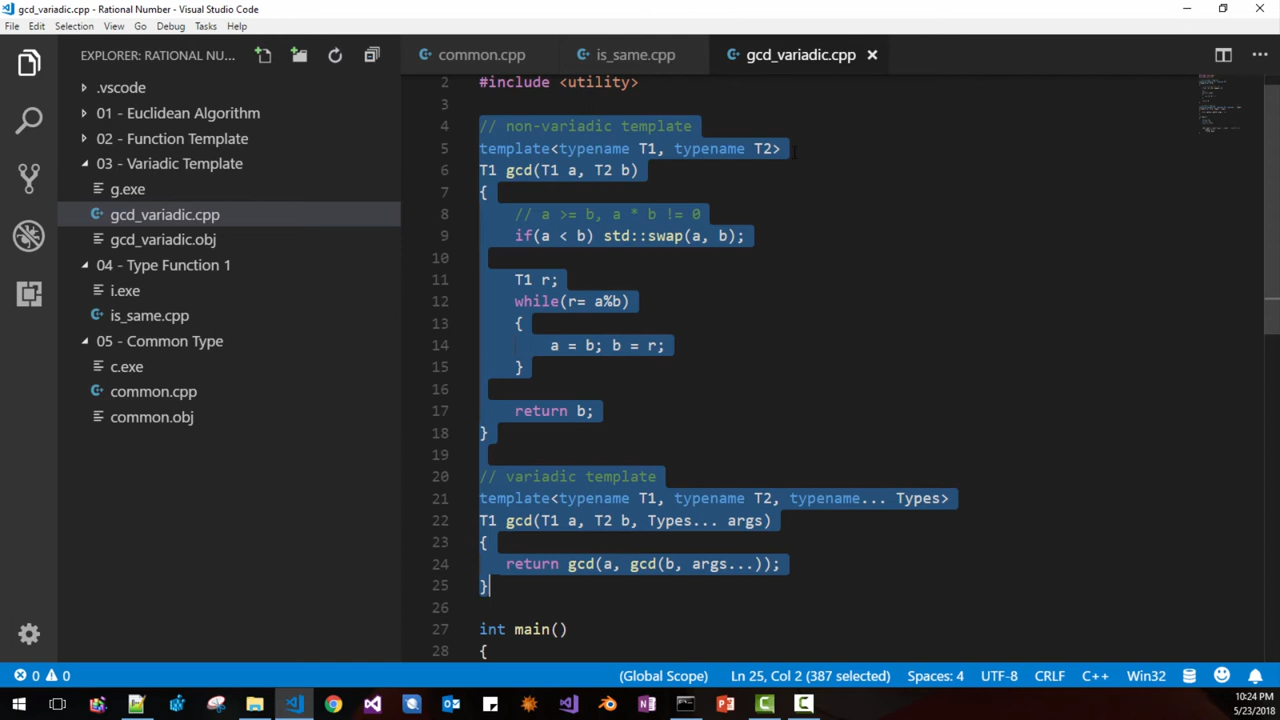 gcd_variadic.cpp - Rational Number - Visual Studio Code
File Edit Selection View Go Debug Tasks Help
EXPLORER: RATIONAL NU...
common.cpp
is_same.cpp
gcd_variadic.cpp
.vscode
01 - Euclidean Algorithm
02 - Function Template
03 - Variadic Template
g.exe
gcd_variadic.cpp
gcd_variadic.obj
04 - Type Function 1
i.exe
is_same.cpp
05 - Common Type
c.exe
common.cpp
common.obj
2 #include <utility>
3
4 // non-variadic template
5 template<typename T1, typename T2>
6 T1 gcd(T1 a, T2 b)
7 {
8 // a >= b, a * b != 0
9 if(a < b) std::swap(a, b);
10
11 T1 r;
12 while(r= a%b)
13 {
14 a = b; b = r;
15 }
16
17 return b;
18 }
19
20 // variadic template
21 template<typename T1, typename T2, typename... Types>
22 T1 gcd(T1 a, T2 b, Types... args)
23 {
24 return gcd(a, gcd(b, args...));
25 }
26
27 int main()
28 {
0 0 (Global Scope) Ln 25, Col 2 (387 selected) Spaces: 4 UTF-8 CRLF C++ Win32
10:24 PM
5/23/2018